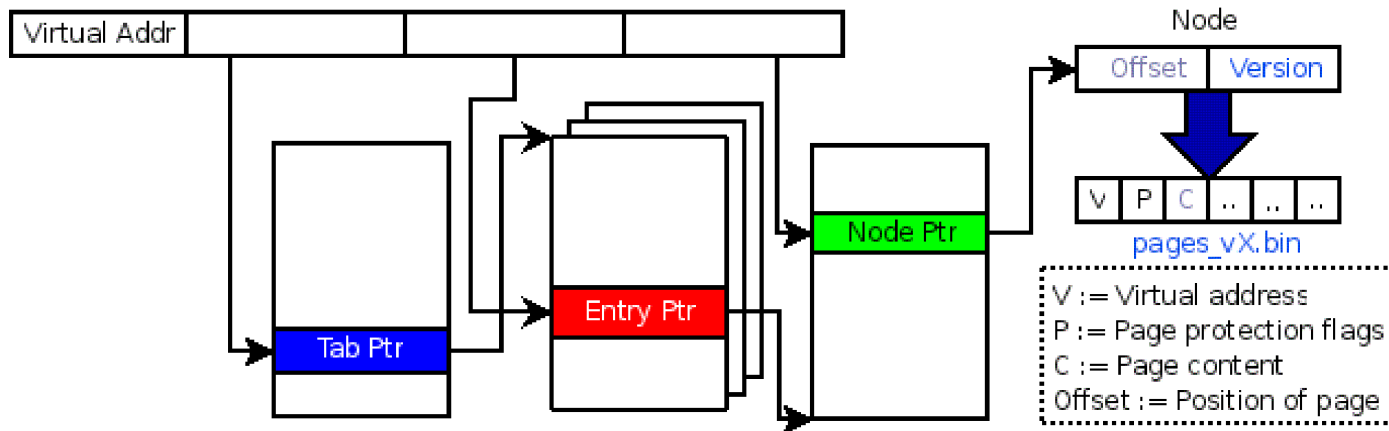 Virtual Addr
Node
Offset Version
Tab Ptr
Entry Ptr
Node Ptr
V P C .. .. ..
pages_vX.bin
V := Virtual address
P := Page protection flags
C := Page content
Offset := Position of page